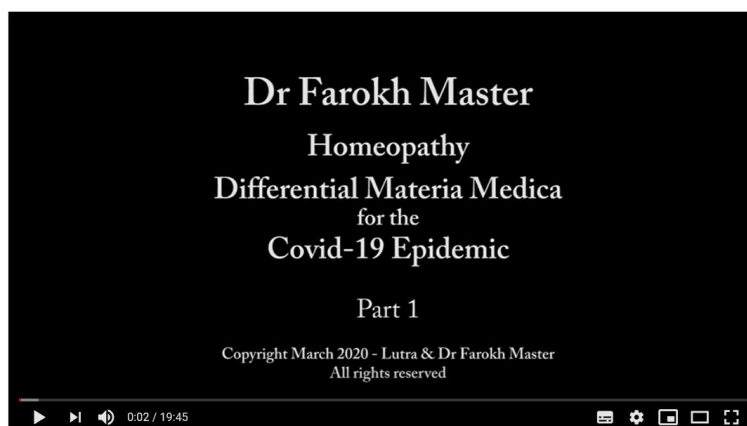 Dr Farokh Master
Homeopathy
Differential Materia Medica
for the
Covid-19 Epidemic
Part 1
Copyright March 2020 - Lutra & Dr Farokh Master
All rights reserved
0:02 / 19:45